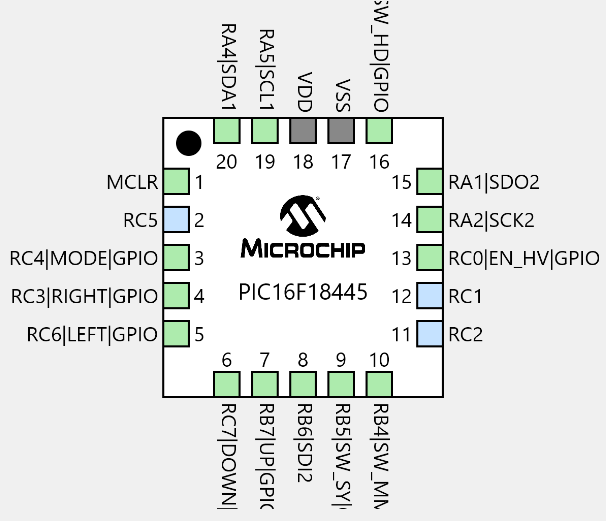 RA4|SDA1
RA5|SCL1
VDD
VSS
SW_HD|GPIO
20
19
18
17
16
MCLR 1
RC5 2
RC4|MODE|GPIO 3
RC3|RIGHT|GPIO 4
RC6|LEFT|GPIO 5
15 RA1|SDO2
14 RA2|SCK2
13 RC0|EN_HV|GPIO
12 RC1
11 RC2
MICROCHIP
PIC16F18445
6
7
8
9
10
RC7|DOWN|
RB7|UP|GPIO
RB6|SDI2
RB5|SW_SY|
RB4|SW_MM